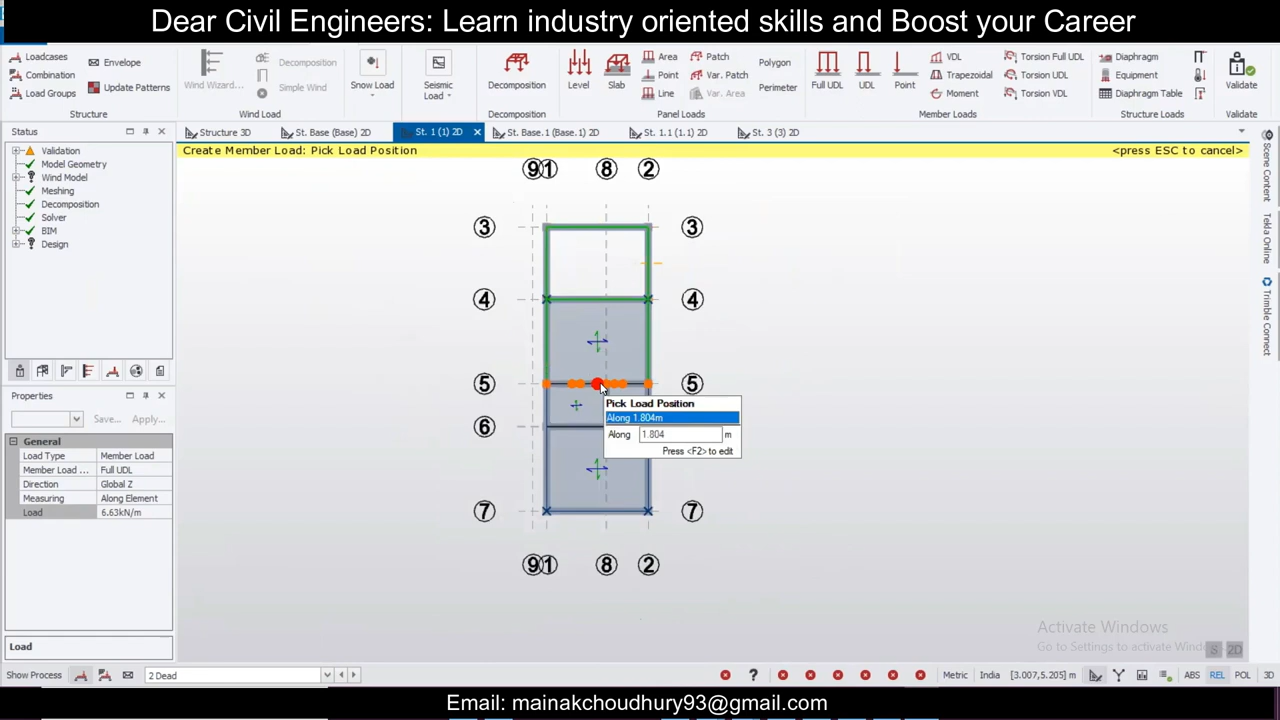 Dear Civil Engineers: Learn industry oriented skills and Boost your Career
Loadcases
Combination
Load Groups
Envelope
Update Patterns
Structure
Wind Wizard...
Decomposition
Simple Wind
Wind Load
Show Load
Seismic Load
Decomposition
Decomposition
Level
Slab
Area
Point
Line
Patch
Var. Patch
Var. Area
Polygon
Perimeter
Panel Loads
Full UDL
UDL
Point
VDL
Trapezoidal
Moment
Torsion Full UDL
Torsion UDL
Torsion VDL
Member Loads
Diaphragm
Equipment
Diaphragm Table
Structure Loads
Validate
Validate
Status
Structure 3D
St. Base (Base) 2D
St. 1 (1) 2D
St. Base.1 (Base.1) 2D
St. 1.1 (1.1) 2D
St. 3 (3) 2D
Create Member Load: Pick Load Position
<press ESC to cancel>
Validation
Model Geometry
Wind Model
Meshing
Decomposition
Solver
BIM
Design
9 1 8 2
3 3
4 4
5 5
6
7 7
9 1 8 2
Pick Load Position
Along 1.804m
Along 1.804 m
Press <F2> to edit
Scene Content
Tekla Online
Trimble Connect
Properties
Save... Apply...
General
Load Type Member Load
Member Load ... Full UDL
Direction Global Z
Measuring Along Element
Load 6.63kN/m
Load
Activate Windows
Go to Settings to activate Wind
S 2D
Show Process
2 Dead
Metric India [3.007,5.205] m
ABS REL POL 3D
Email: mainakchoudhury93@gmail.com